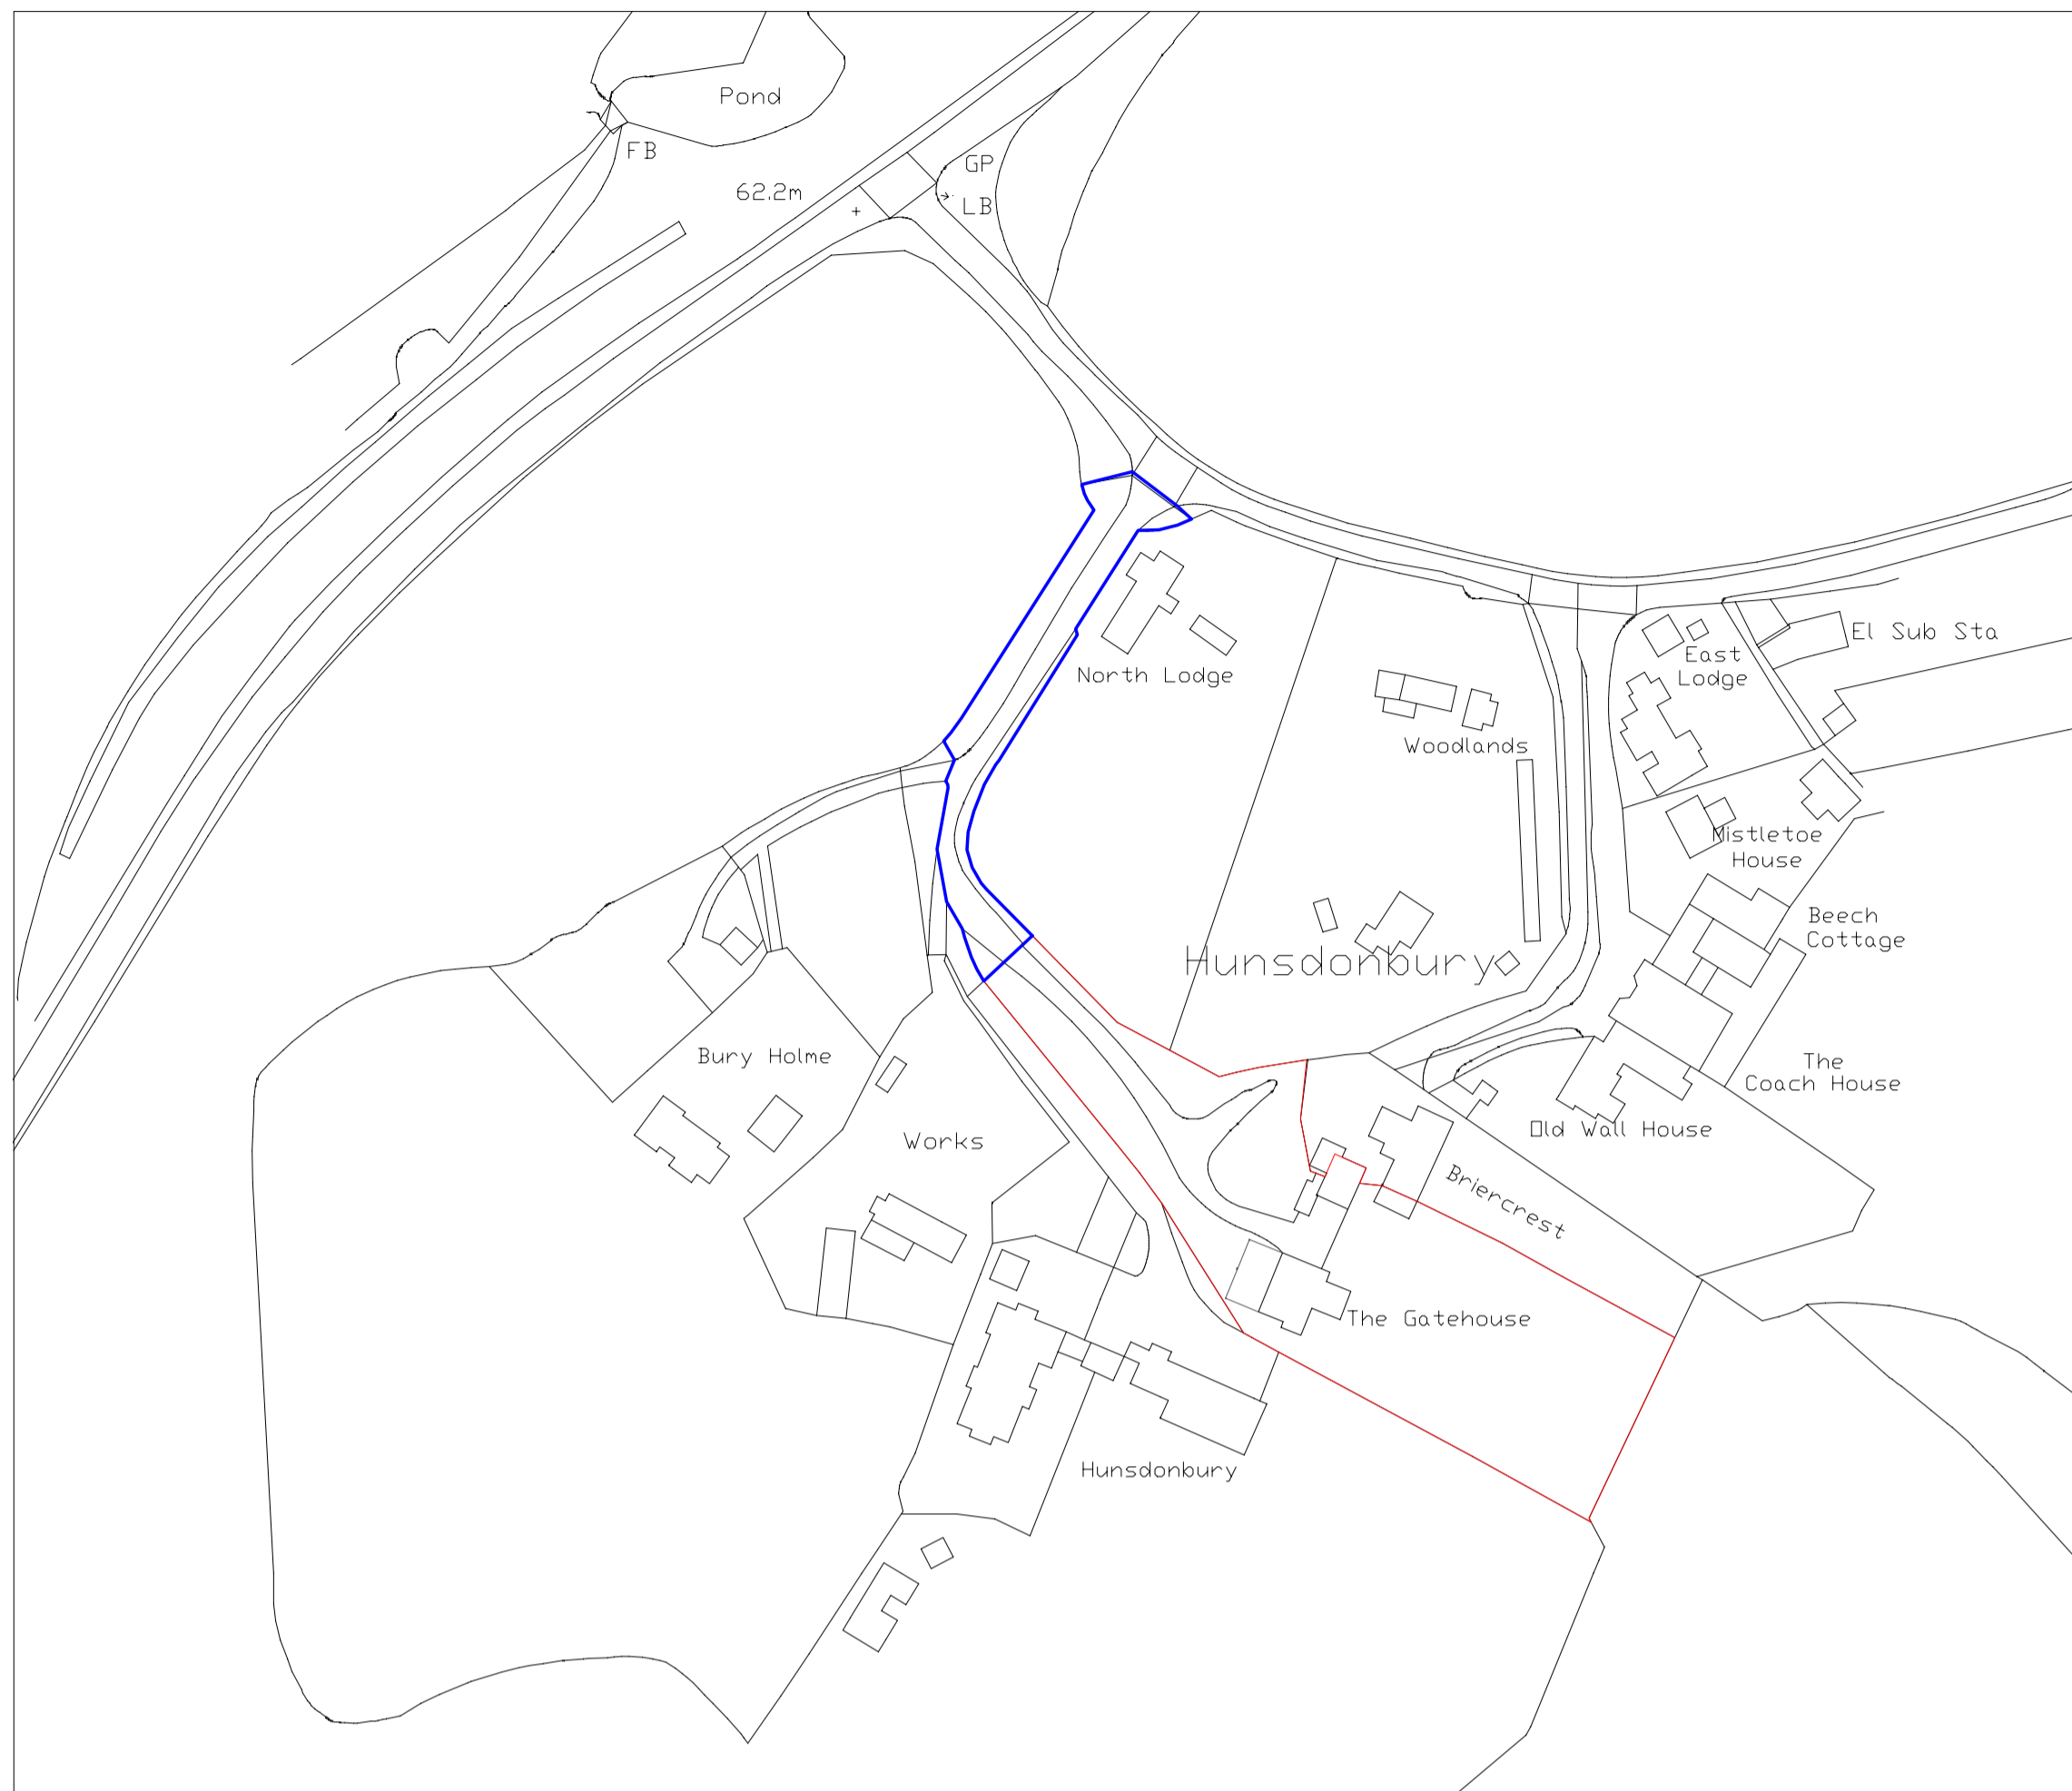 Pond
FB
GP
62.2m
LB
El Sub Sta
East
Lodge
North Lodge
Woodlands
Mistletoe
House
Beech
Cottage
Hunsdonbury
Bury Holme
The
Coach House
Old Wall House
Works
Briercrest
The Gatehouse
Hunsdonbury